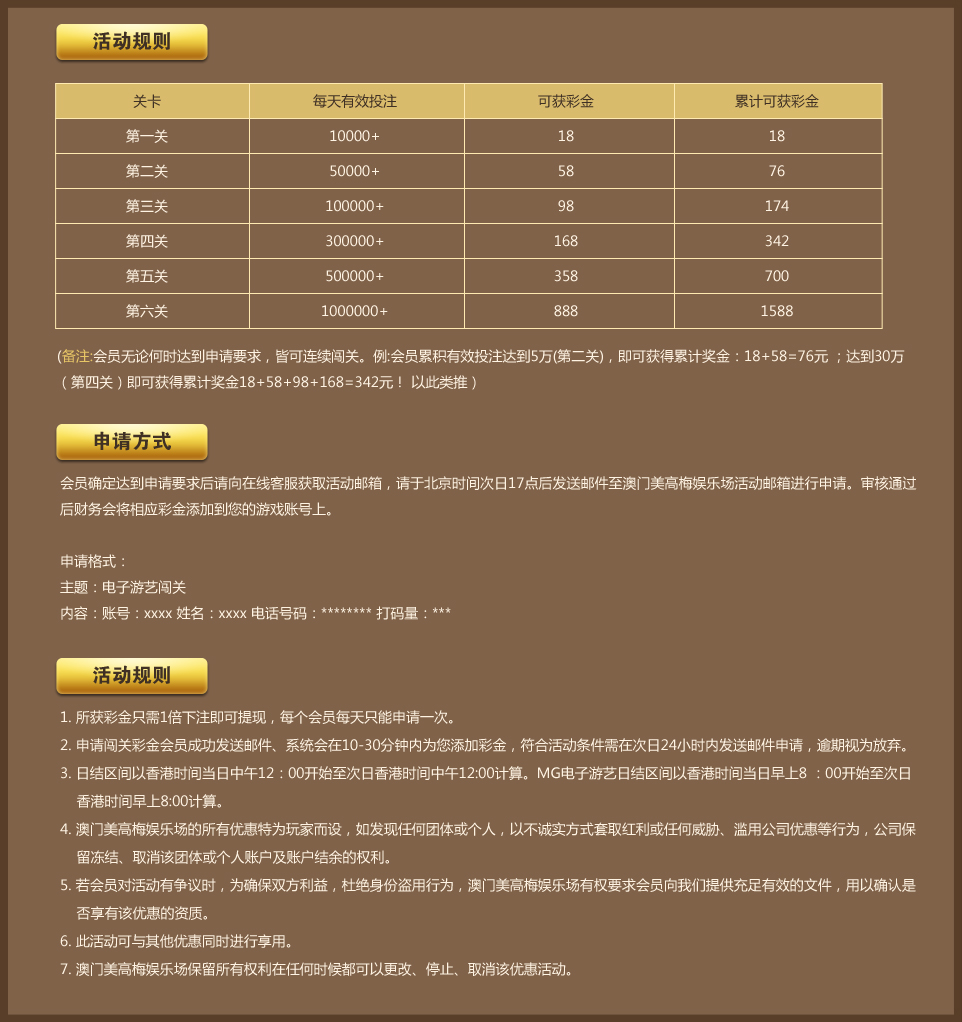 活动规则
关卡 每天有效投注 可获彩金 累计可获彩金
第一关 10000+ 18 18
第二关 50000+ 58 76
第三关 100000+ 98 174
第四关 300000+ 168 342
第五关 500000+ 358 700
第六关 1000000+ 888 1588
(备注:会员无论何时达到申请要求，皆可连续闯关。例:会员累积有效投注达到5万(第二关)，即可获得累计奖金：18+58=76元 ；达到30万
（第四关）即可获得累计奖金18+58+98+168=342元！ 以此类推）
申请方式
会员确定达到申请要求后请向在线客服获取活动邮箱，请于北京时间次日17点后发送邮件至澳门美高梅娱乐场活动邮箱进行申请。审核通过
后财务会将相应彩金添加到您的游戏账号上。
申请格式：
主题：电子游艺闯关
内容：账号：xxxx 姓名：xxxx 电话号码：******** 打码量：***
活动规则
1. 所获彩金只需1倍下注即可提现，每个会员每天只能申请一次。
2. 申请闯关彩金会员成功发送邮件、系统会在10-30分钟内为您添加彩金，符合活动条件需在次日24小时内发送邮件申请，逾期视为放弃。
3. 日结区间以香港时间当日中午12：00开始至次日香港时间中午12:00计算。MG电子游艺日结区间以香港时间当日早上8 ：00开始至次日
香港时间早上8:00计算。
4. 澳门美高梅娱乐场的所有优惠特为玩家而设，如发现任何团体或个人，以不诚实方式套取红利或任何威胁、滥用公司优惠等行为，公司保
留冻结、取消该团体或个人账户及账户结余的权利。
5. 若会员对活动有争议时，为确保双方利益，杜绝身份盗用行为，澳门美高梅娱乐场有权要求会员向我们提供充足有效的文件，用以确认是
否享有该优惠的资质。
6. 此活动可与其他优惠同时进行享用。
7. 澳门美高梅娱乐场保留所有权利在任何时候都可以更改、停止、取消该优惠活动。